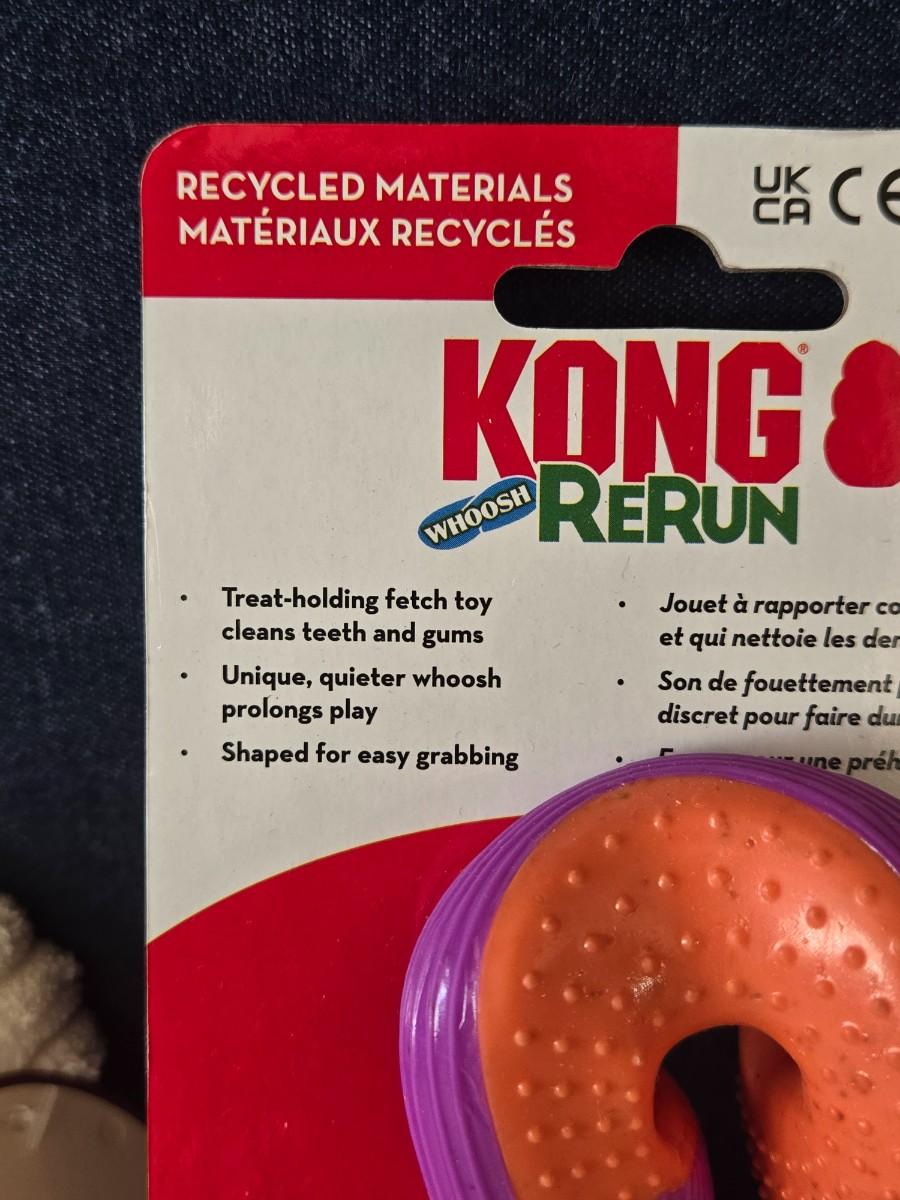 RECYCLED MATERIALS
MATÉRIAUX RECYCLÉS
UK
CA
CE
KONG®
WHOOSH RERUN
• Treat-holding fetch toy
cleans teeth and gums
• Unique, quieter whoosh
prolongs play
• Shaped for easy grabbing
• Jouet à rapporter
et qui nettoie les
• Son de fouettement
discret pour faire
• une